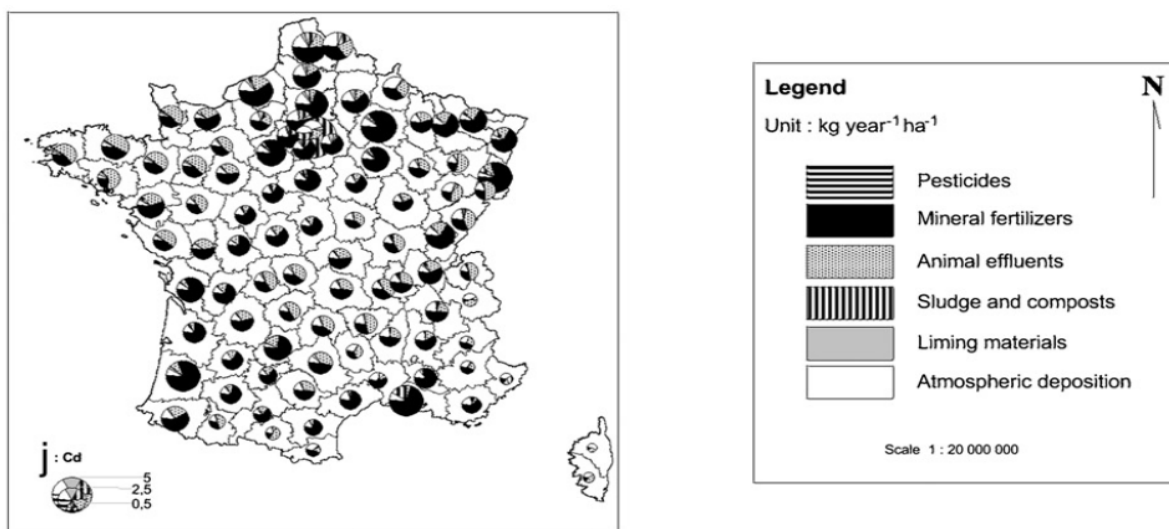 j : Cd
5
2,5
0,5
Legend
N
Unit : kg year⁻¹ ha⁻¹
Pesticides
Mineral fertilizers
Animal effluents
Sludge and composts
Liming materials
Atmospheric deposition
Scale 1 : 20 000 000